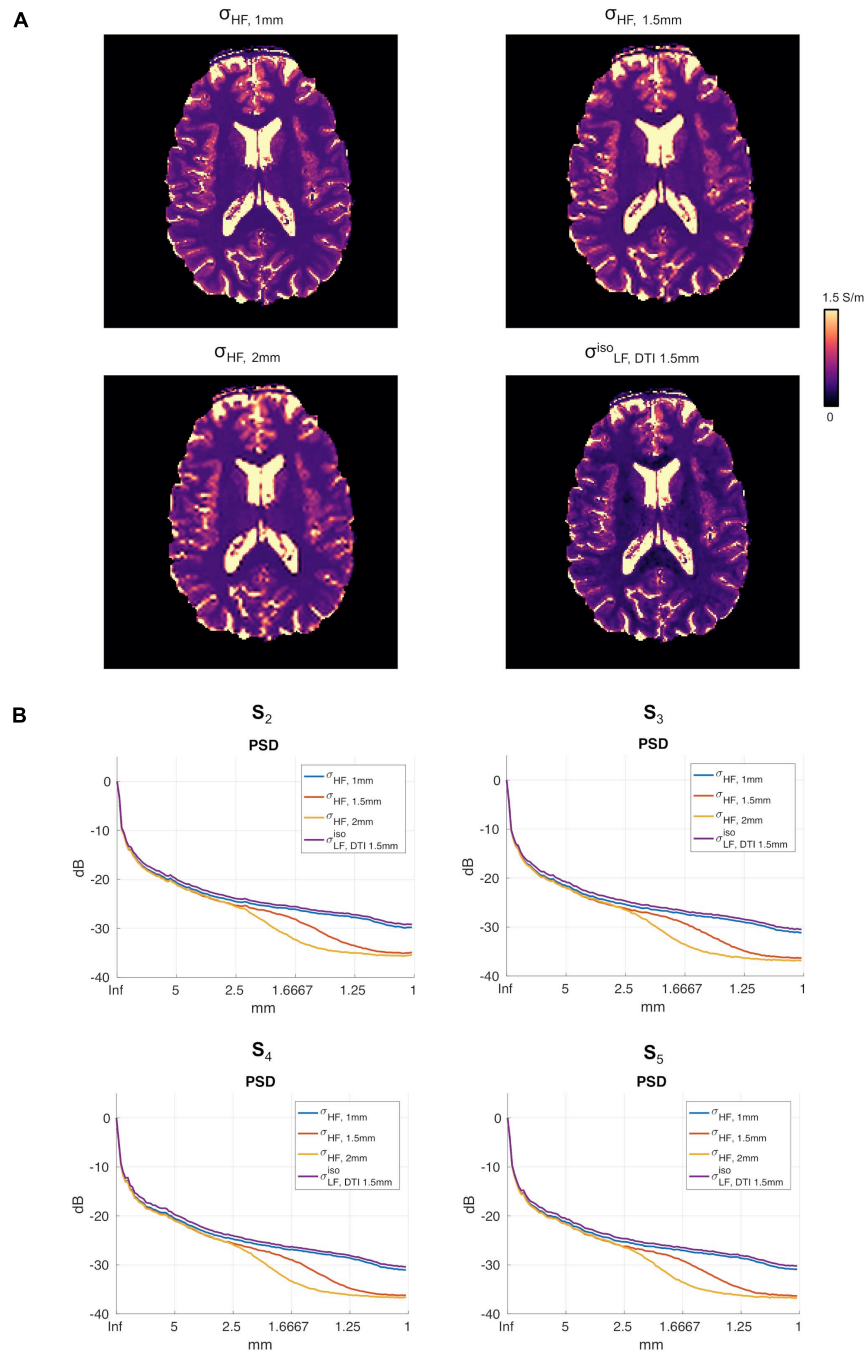 A
σHF, 1mm
σHF, 1.5mm
1.5 S/m
0
σHF, 2mm
σisoLF, DTI 1.5mm
B
S2
PSD
0
-10
-20
-30
-40
dB
Inf
5
2.5
1.6667
1.25
1
mm
σHF, 1mm
σHF, 1.5mm
σHF, 2mm
σisoLF, DTI 1.5mm
S3
PSD
0
-10
-20
-30
-40
dB
Inf
5
2.5
1.6667
1.25
1
mm
σHF, 1mm
σHF, 1.5mm
σHF, 2mm
σisoLF, DTI 1.5mm
S4
PSD
0
-10
-20
-30
-40
dB
Inf
5
2.5
1.6667
1.25
1
mm
σHF, 1mm
σHF, 1.5mm
σHF, 2mm
σisoLF, DTI 1.5mm
S5
PSD
0
-10
-20
-30
-40
dB
Inf
5
2.5
1.6667
1.25
1
mm
σHF, 1mm
σHF, 1.5mm
σHF, 2mm
σisoLF, DTI 1.5mm